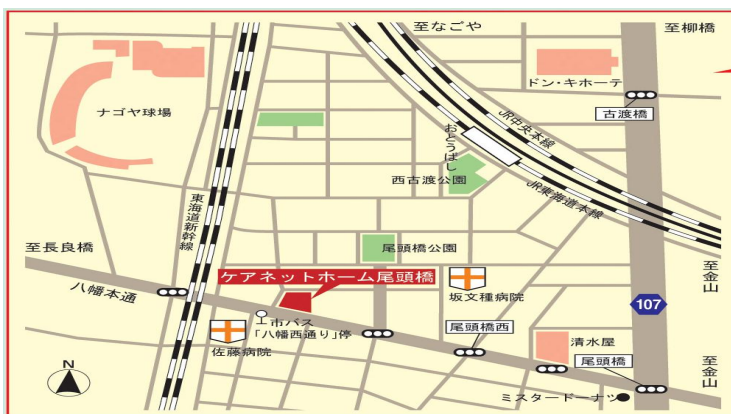 至なごや
至柳橋
ドン・キホーテ
ナゴヤ球場
古渡橋
JR中央本線
おとうばし
西古渡公園
JR東海道本線
東海道新幹線
至長良橋
尾頭橋公園
至金山
ケアネットホーム尾頭橋
八幡本通
坂文種病院
107
市バス
「八幡西通り」停
尾頭橋西
佐藤病院
清水屋
尾頭橋
至金山
N
ミスタードーナツ